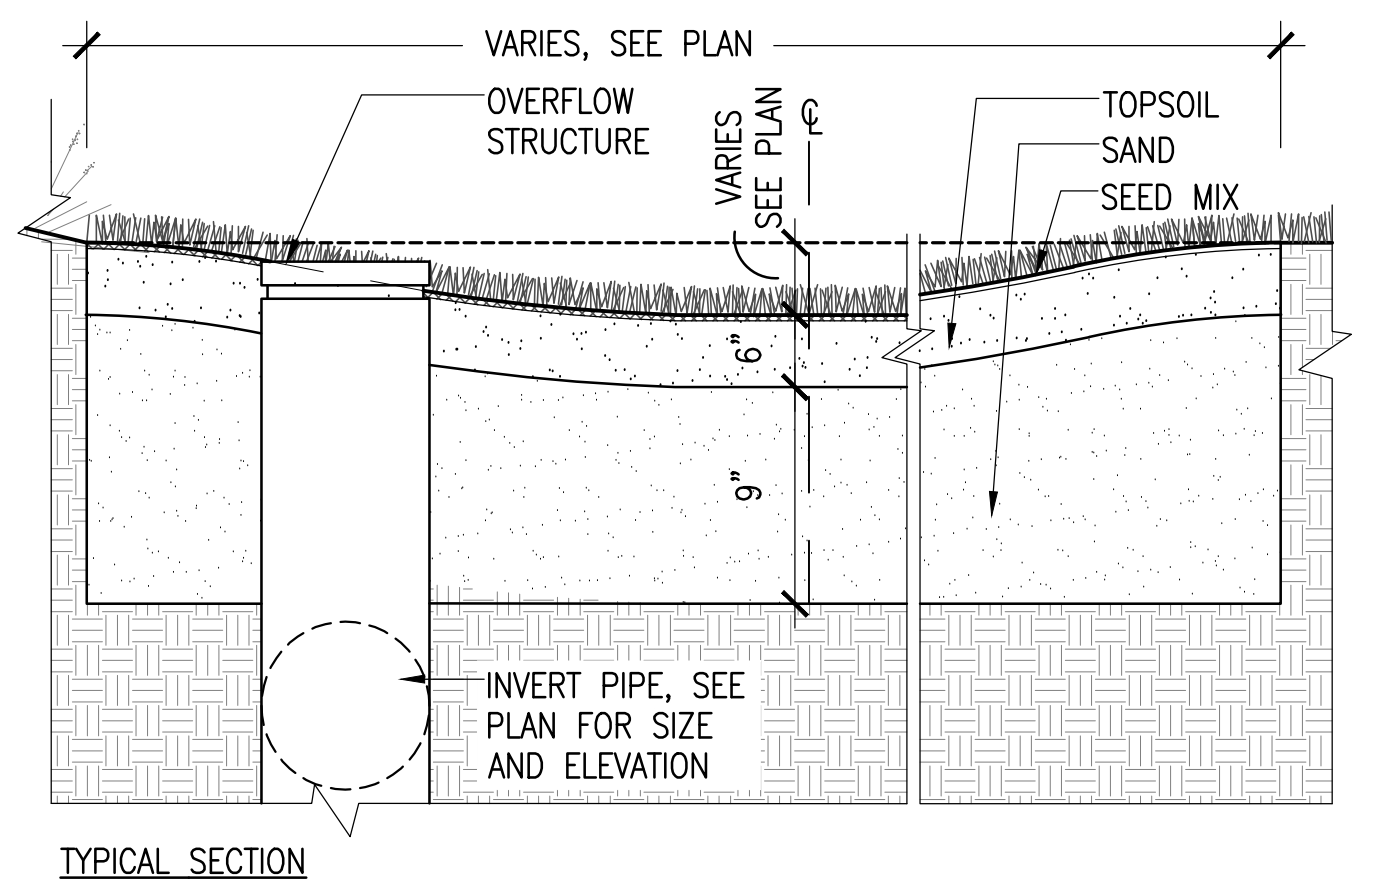 VARIES, SEE PLAN
OVERFLOW
STRUCTURE
VARIES
SEE PLAN
℄
TOPSOIL
SAND
SEED MIX
6"
9"
INVERT PIPE, SEE
PLAN FOR SIZE
AND ELEVATION
TYPICAL SECTION